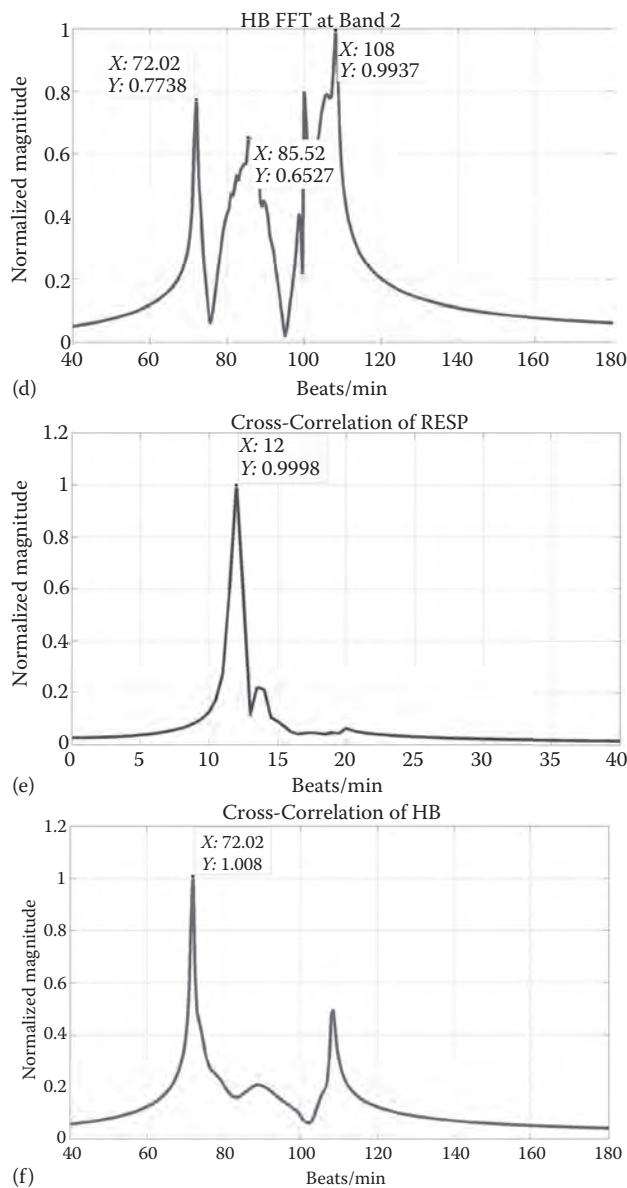 HB FFT at Band 2
1
0.8
0.6
0.4
0.2
0
Normalized magnitude
X: 72.02
Y: 0.7738
X: 108
Y: 0.9937
X: 85.52
Y: 0.6527
40 60 80 100 120 140 160 180
Beats/min
(d)
Cross-Correlation of RESP
1.2
1
0.8
0.6
0.4
0.2
0
Normalized magnitude
X: 12
Y: 0.9998
0 5 10 15 20 25 30 35 40
Beats/min
(e)
Cross-Correlation of HB
1.2
1
0.8
0.6
0.4
0.2
0
Normalized magnitude
X: 72.02
Y: 1.008
40 60 80 100 120 140 160 180
Beats/min
(f)